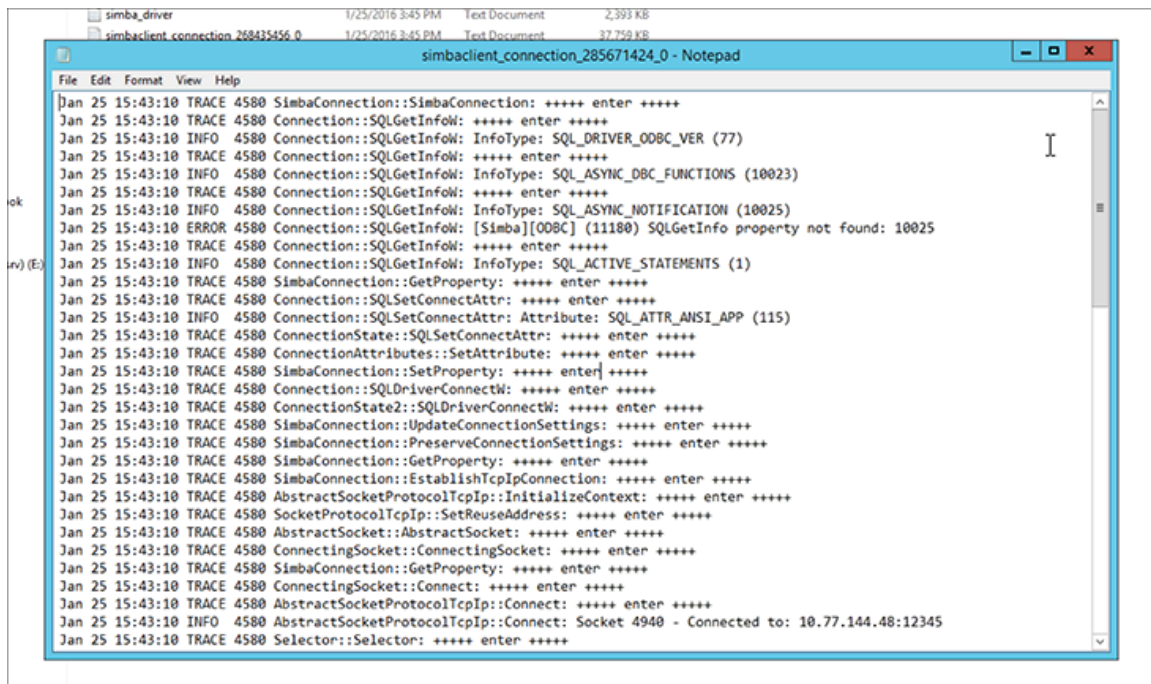 simba_driver 1/25/2016 3:45 PM Text Document 2,393 KB
simbaclient_connection_268435456_0 1/25/2016 3:45 PM Text Document 37,759 KB
simbaclient_connection_285671424_0 - Notepad
File Edit Format View Help
Jan 25 15:43:10 TRACE 4580 SimbaConnection::SimbaConnection: +++++ enter +++++
Jan 25 15:43:10 TRACE 4580 Connection::SQLGetInfoW: +++++ enter +++++
Jan 25 15:43:10 INFO 4580 Connection::SQLGetInfoW: InfoType: SQL_DRIVER_ODBC_VER (77)
Jan 25 15:43:10 TRACE 4580 Connection::SQLGetInfoW: +++++ enter +++++
Jan 25 15:43:10 INFO 4580 Connection::SQLGetInfoW: InfoType: SQL_ASYNC_DBC_FUNCTIONS (10023)
Jan 25 15:43:10 TRACE 4580 Connection::SQLGetInfoW: +++++ enter +++++
ok
Jan 25 15:43:10 INFO 4580 Connection::SQLGetInfoW: InfoType: SQL_ASYNC_NOTIFICATION (10025)
Jan 25 15:43:10 ERROR 4580 Connection::SQLGetInfoW: [Simba][ODBC] (11180) SQLGetInfo property not found: 10025
Jan 25 15:43:10 TRACE 4580 Connection::SQLGetInfoW: +++++ enter +++++
srv) (E:)
Jan 25 15:43:10 INFO 4580 Connection::SQLGetInfoW: InfoType: SQL_ACTIVE_STATEMENTS (1)
Jan 25 15:43:10 TRACE 4580 SimbaConnection::GetProperty: +++++ enter +++++
Jan 25 15:43:10 TRACE 4580 Connection::SQLSetConnectAttr: +++++ enter +++++
Jan 25 15:43:10 INFO 4580 Connection::SQLSetConnectAttr: Attribute: SQL_ATTR_ANSI_APP (115)
Jan 25 15:43:10 TRACE 4580 ConnectionState::SQLSetConnectAttr: +++++ enter +++++
Jan 25 15:43:10 TRACE 4580 ConnectionAttributes::SetAttribute: +++++ enter +++++
Jan 25 15:43:10 TRACE 4580 SimbaConnection::SetProperty: +++++ enter +++++
Jan 25 15:43:10 TRACE 4580 Connection::SQLDriverConnectW: +++++ enter +++++
Jan 25 15:43:10 TRACE 4580 ConnectionState2::SQLDriverConnectW: +++++ enter +++++
Jan 25 15:43:10 TRACE 4580 SimbaConnection::UpdateConnectionSettings: +++++ enter +++++
Jan 25 15:43:10 TRACE 4580 SimbaConnection::PreserveConnectionSettings: +++++ enter +++++
Jan 25 15:43:10 TRACE 4580 SimbaConnection::GetProperty: +++++ enter +++++
Jan 25 15:43:10 TRACE 4580 SimbaConnection::EstablishTcpIpConnection: +++++ enter +++++
Jan 25 15:43:10 TRACE 4580 AbstractSocketProtocolTcpIp::InitializeContext: +++++ enter +++++
Jan 25 15:43:10 TRACE 4580 SocketProtocolTcpIp::SetReuseAddress: +++++ enter +++++
Jan 25 15:43:10 TRACE 4580 AbstractSocket::AbstractSocket: +++++ enter +++++
Jan 25 15:43:10 TRACE 4580 ConnectingSocket::ConnectingSocket: +++++ enter +++++
Jan 25 15:43:10 TRACE 4580 SimbaConnection::GetProperty: +++++ enter +++++
Jan 25 15:43:10 TRACE 4580 ConnectingSocket::Connect: +++++ enter +++++
Jan 25 15:43:10 TRACE 4580 AbstractSocketProtocolTcpIp::Connect: +++++ enter +++++
Jan 25 15:43:10 INFO 4580 AbstractSocketProtocolTcpIp::Connect: Socket 4940 - Connected to: 10.77.144.48:12345
Jan 25 15:43:10 TRACE 4580 Selector::Selector: +++++ enter +++++